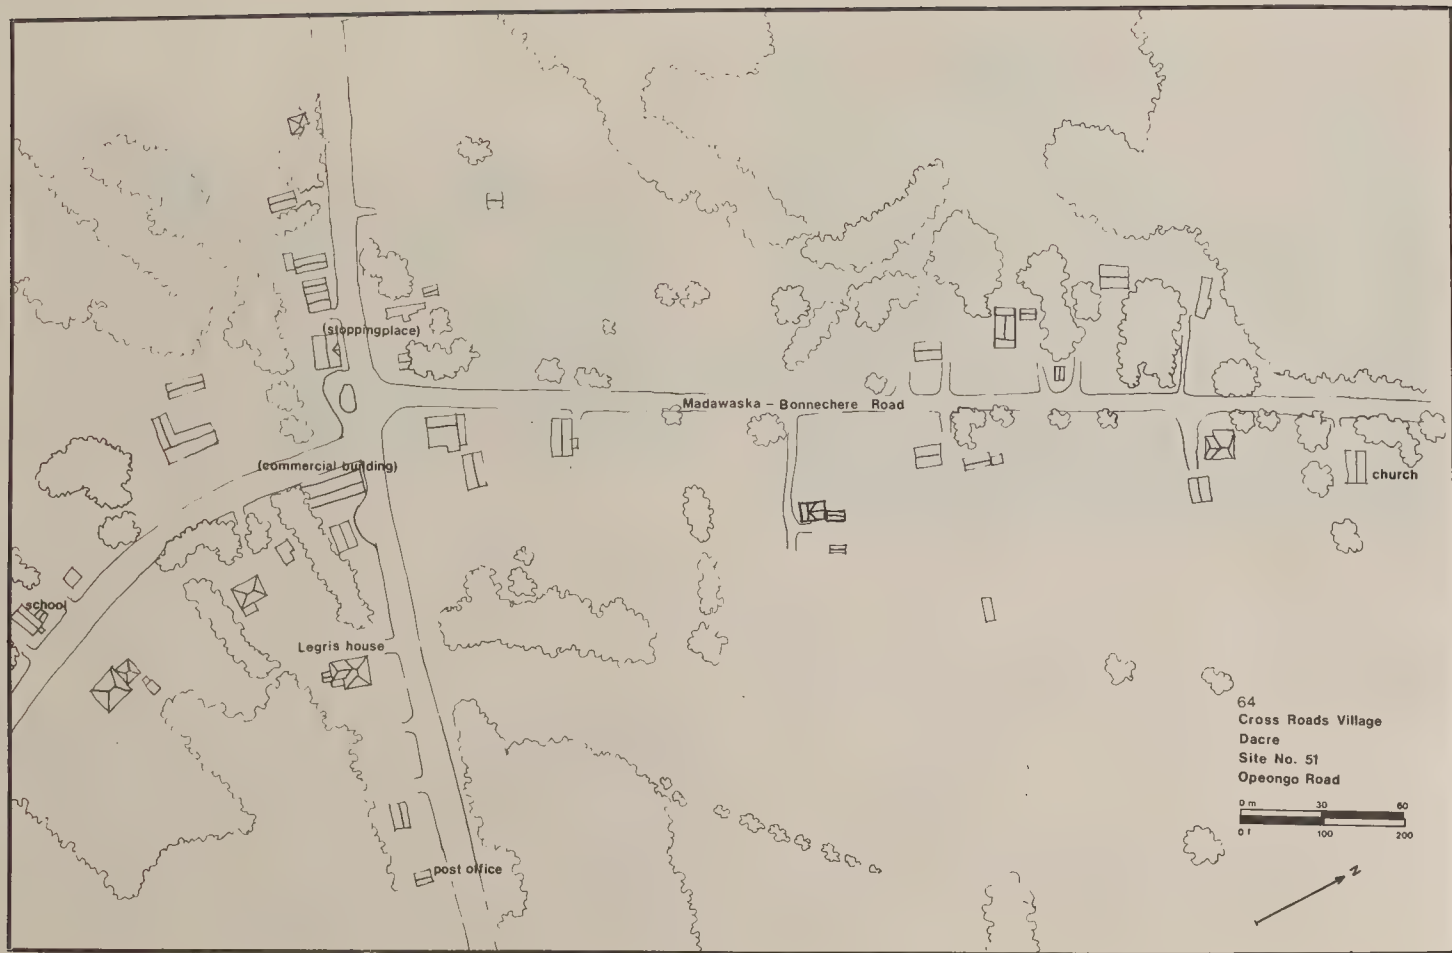 (stoppingplace)
Madawaska – Bonnechere Road
(commercial building)
church
school
Legris house
post office
64
Cross Roads Village
Dacre
Site No. 51
Opeongo Road
0 m 30 60
0 f 100 200
N